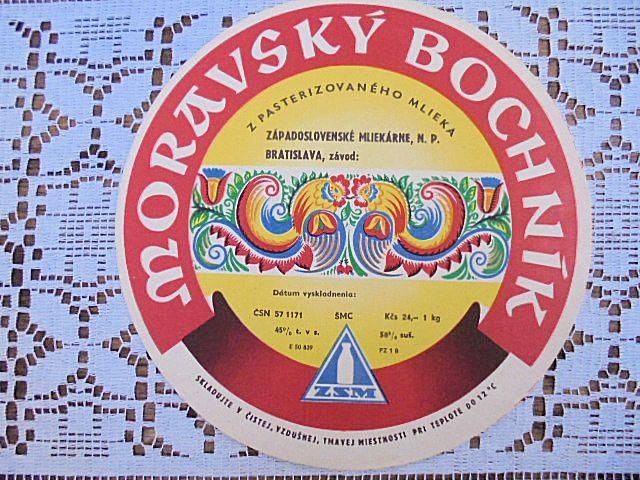 MORAVSKÝ BOCHNÍK
Z PASTERIZOVANÉHO MLIEKA
ZÁPADOSLOVENSKÉ MLIEKÁRNE, N. P.
BRATISLAVA, závod:
Dátum vyskladnenia:
ČSN 57 1171 ŠMC Kčs 24,– 1 kg
45% t. v s. 58% suš.
E 50 839 PZ 1 B
ZSM
SKLADUJTE V ČISTEJ, VZDUŠNEJ, TMAVEJ MIESTNOSTI PRI TEPLOTE DO 12 °C